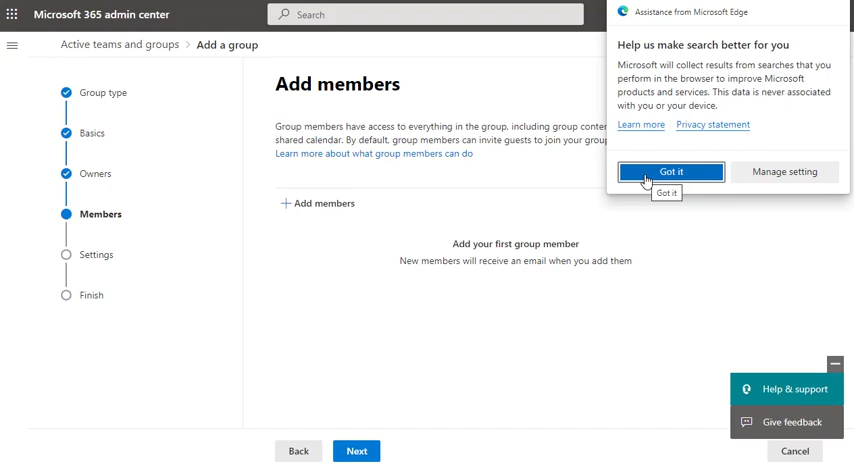 Microsoft 365 admin center
Search
Assistance from Microsoft Edge
Help us make search better for you
Microsoft will collect results from searches that you
perform in the browser to improve Microsoft
products and services. This data is never associated
with you or your device.
Learn more Privacy statement
Got it
Manage setting
Got it
Active teams and groups > Add a group
Group type
Basics
Owners
Members
Settings
Finish
Add members
Group members have access to everything in the group, including group
shared calendar. By default, group members can invite guests to join your
Learn more about what group members can do
Add members
Add your first group member
New members will receive an email when you add them
Help & support
Give feedback
Back
Next
Cancel